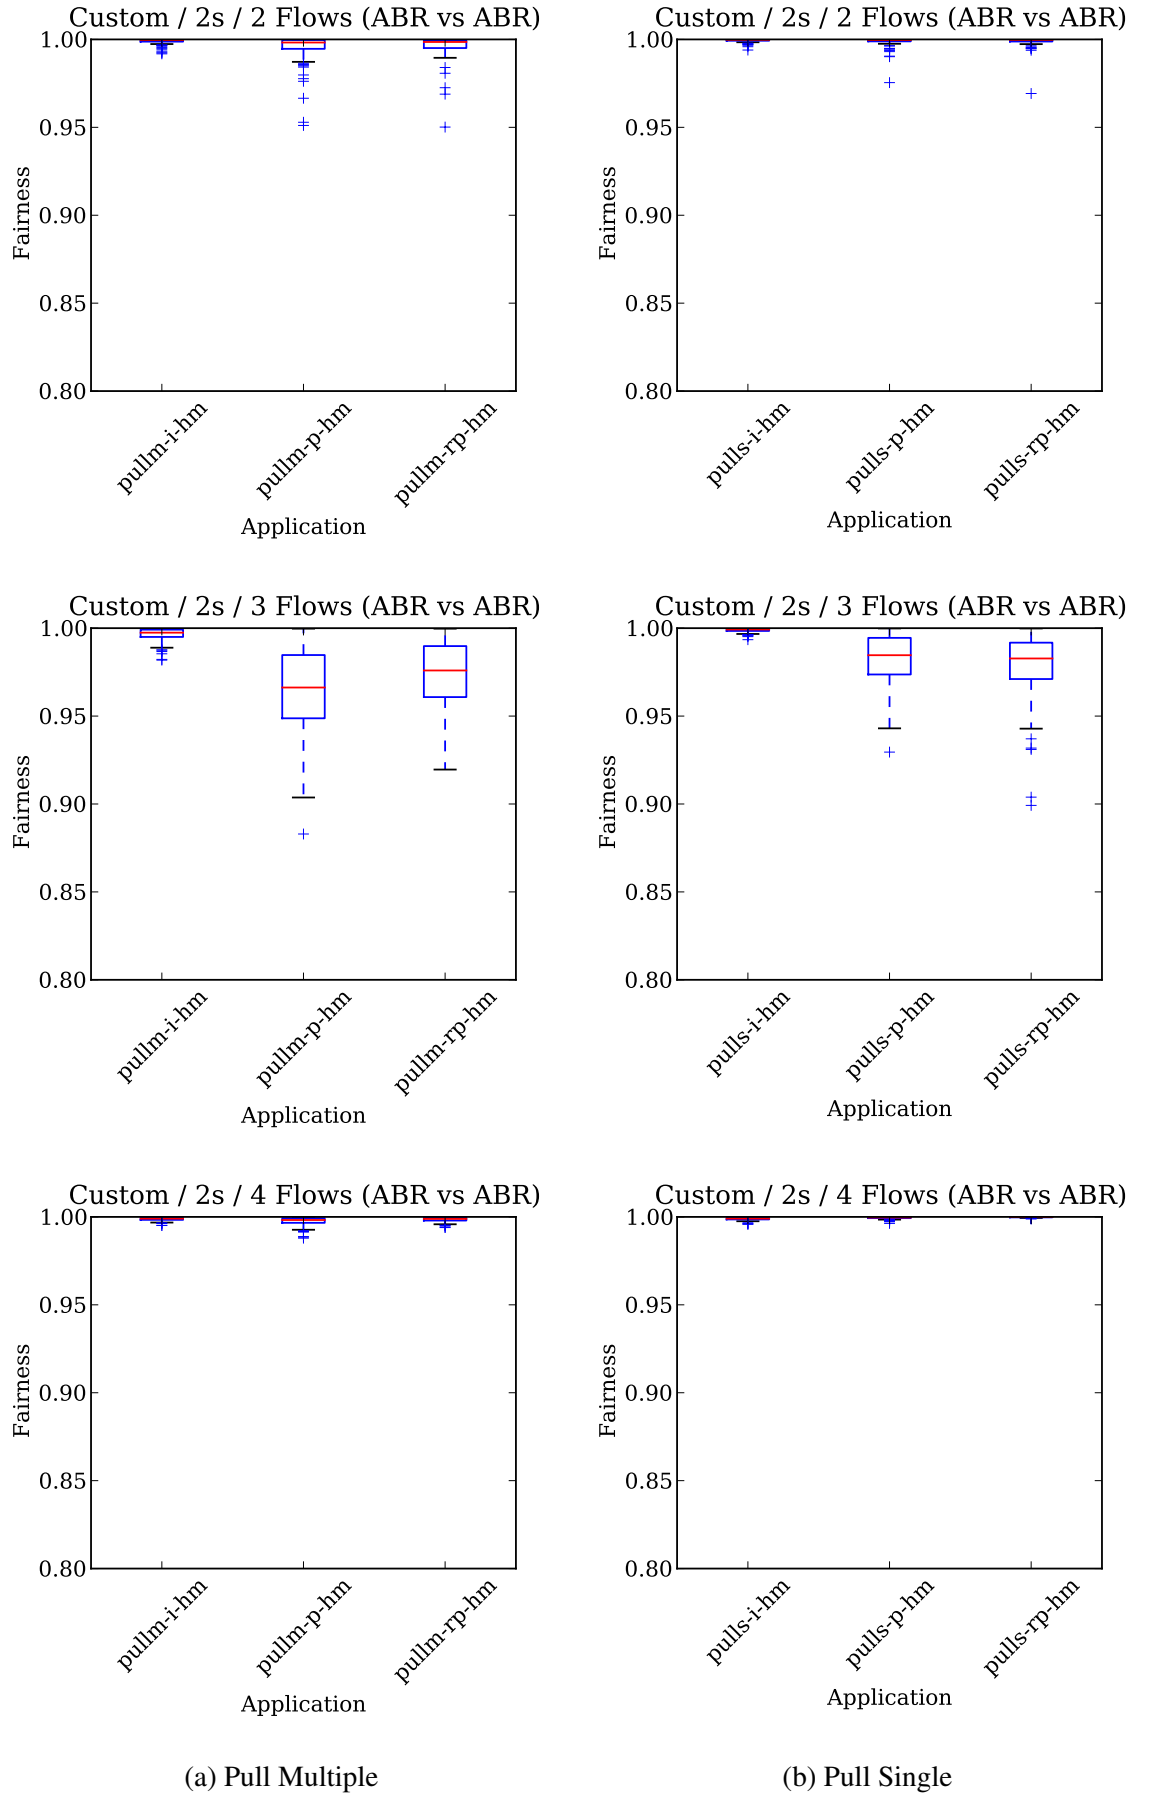 Custom / 2s / 2 Flows (ABR vs ABR)
1.00
0.95
0.90
0.85
0.80
Fairness
pullm-i-hm
pullm-p-hm
pullm-rp-hm
Application
Custom / 2s / 2 Flows (ABR vs ABR)
1.00
0.95
0.90
0.85
0.80
Fairness
pulls-i-hm
pulls-p-hm
pulls-rp-hm
Application
Custom / 2s / 3 Flows (ABR vs ABR)
1.00
0.95
0.90
0.85
0.80
Fairness
pullm-i-hm
pullm-p-hm
pullm-rp-hm
Application
Custom / 2s / 3 Flows (ABR vs ABR)
1.00
0.95
0.90
0.85
0.80
Fairness
pulls-i-hm
pulls-p-hm
pulls-rp-hm
Application
Custom / 2s / 4 Flows (ABR vs ABR)
1.00
0.95
0.90
0.85
0.80
Fairness
pullm-i-hm
pullm-p-hm
pullm-rp-hm
Application
Custom / 2s / 4 Flows (ABR vs ABR)
1.00
0.95
0.90
0.85
0.80
Fairness
pulls-i-hm
pulls-p-hm
pulls-rp-hm
Application
(a) Pull Multiple
(b) Pull Single